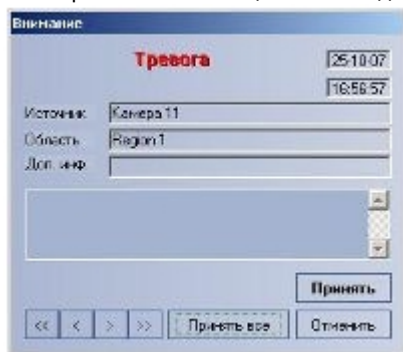 Внимание
Тревога 25-10-07
16:56:57
Источник Камера 11
Область Region 1
Доп. инф.
Принять
<< < > >> Принять все Отменить